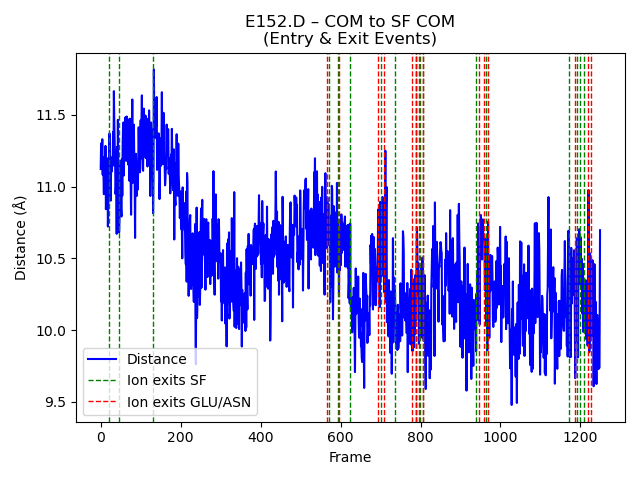 E152.D – COM to SF COM
(Entry & Exit Events)
Distance (Å)
11.5
11.0
10.5
10.0
9.5
Distance
Ion exits SF
Ion exits GLU/ASN
0 200 400 600 800 1000 1200
Frame